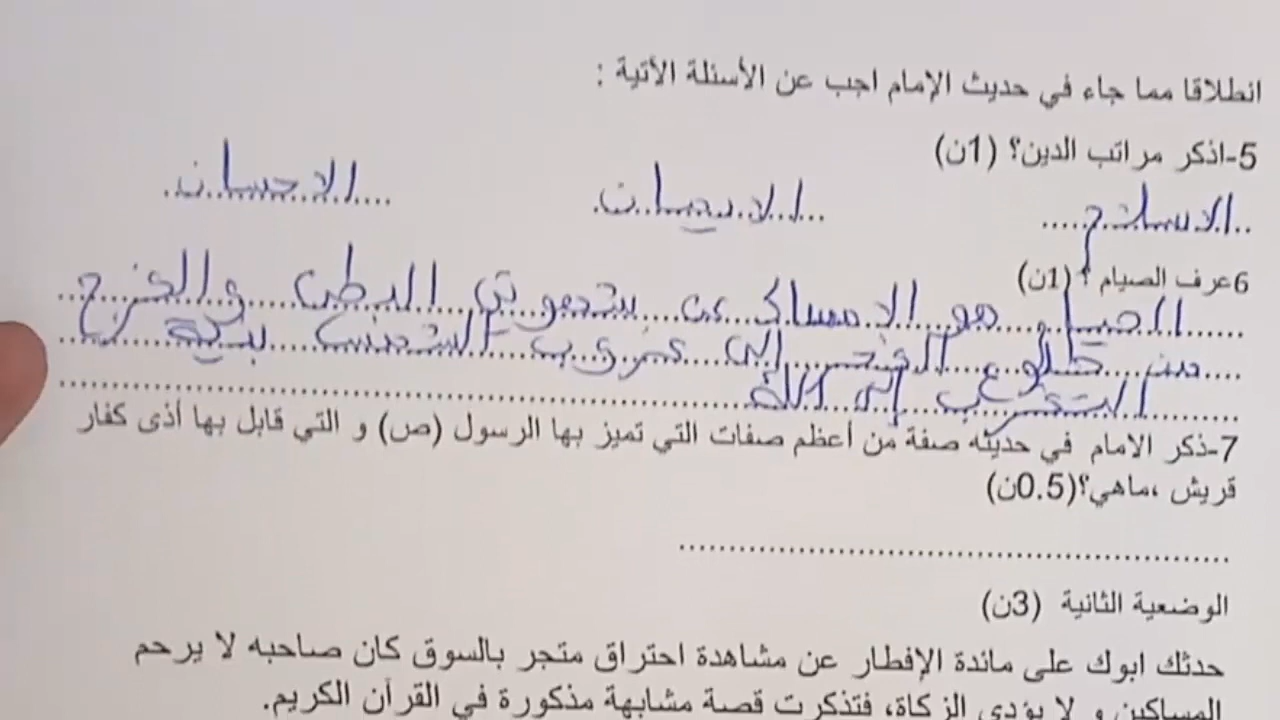 انطلاقا مما جاء في حديث الإمام اجب عن الأسئلة الأتية :
5-اذكر مراتب الدين؟ (1ن)
الاسلام الايمان الاحسان
6عرف الصيام ؟ (1ن)
الصيام هو الامساك عن شهوتي البطن والفرج
من طلوع الفجر إلى غروب الشمس بنية
التقرب إلى الله
7-ذكر الامام في حديثه صفة من أعظم صفات التي تميز بها الرسول (ص) و التي قابل بها أذى كفار
قريش ،ماهي؟(0.5ن)
الوضعية الثانية (3ن)
حدثك ابوك على مائدة الإفطار عن مشاهدة احتراق متجر بالسوق كان صاحبه لا يرحم
المساكين و لا يؤدي الزكاة، فتذكرت قصة مشابهة مذكورة في القرآن الكريم.